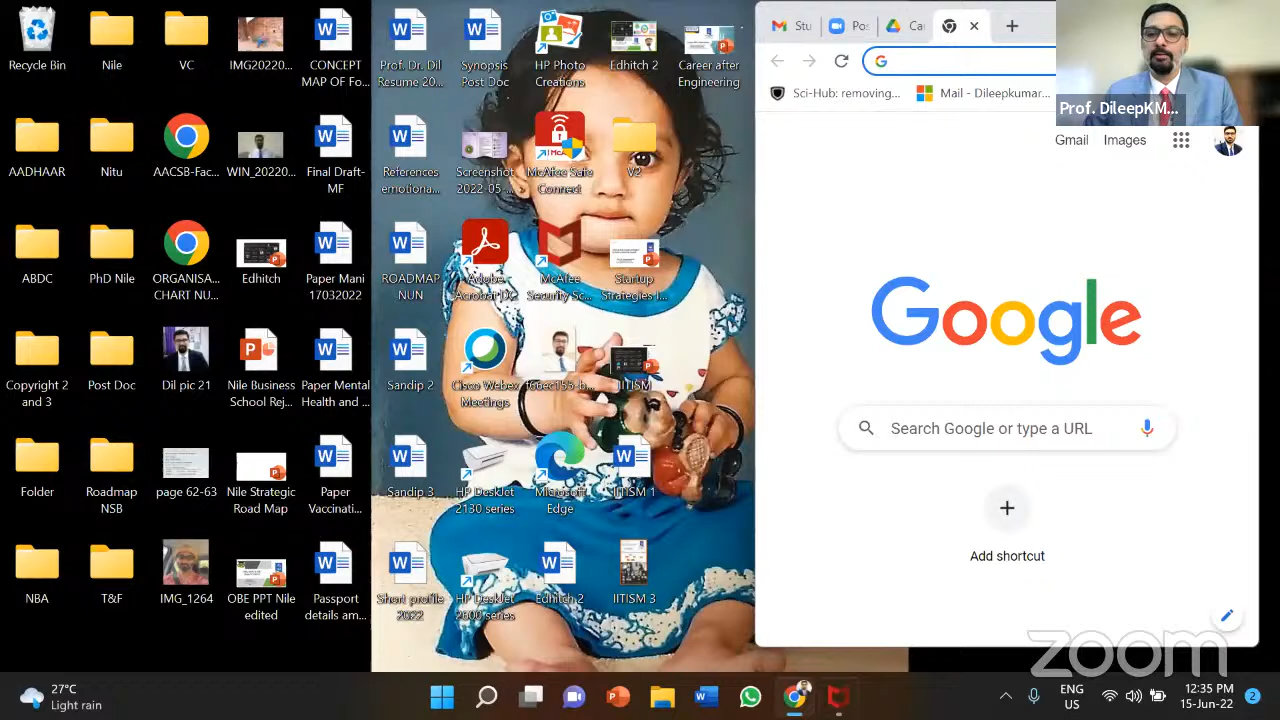 Recycle Bin
Nile
VC
IMG20220...
CONCEPT
MAP OF Fo...
Prof. Dr. Dil
Resume 20...
Synopsis
Post Doc
HP Photo
Creations
Edhitch 2
Career after
Engineering
AADHAAR
Nitu
AACSB-Fac...
WIN_20220...
Final Draft-
MF
References
emotiona...
Screenshot
2022-05-...
McAfee Safe
Connect
V2
ABDC
PhD Nile
ORGANISA...
CHART NU...
Edhitch
Paper Mani
17032022
ROADMAP
NUN
Adobe
Acrobat DC
McAfee
Security Sc...
Startup
Strategies I...
Copyright 2
and 3
Post Doc
Dil pic 21
Nile Business
School Rej...
Paper Mental
Health and ...
Sandip 2
Cisco Webex
Meetings
f66ec153-b...
IITISM
Folder
Roadmap
NSB
page 62-63
Nile Strategic
Road Map
Paper
Vaccinati...
Sandip 3
HP DeskJet
2130 series
Microsoft
Edge
IITISM 1
NBA
T&F
IMG_1264
OBE PPT Nile
edited
Passport
details am...
Short profile
2022
HP DeskJet
2600 series
Edhitch 2
IITISM 3
Stu
Po
Ca
Sci-Hub: removing...
Mail - Dileepkumar...
Prof. DileepKM...
Gmail
Images
Google
Search Google or type a URL
Add shortcut
zoom
27°C
Light rain
ENG
US
12:35 PM
15-Jun-22
2